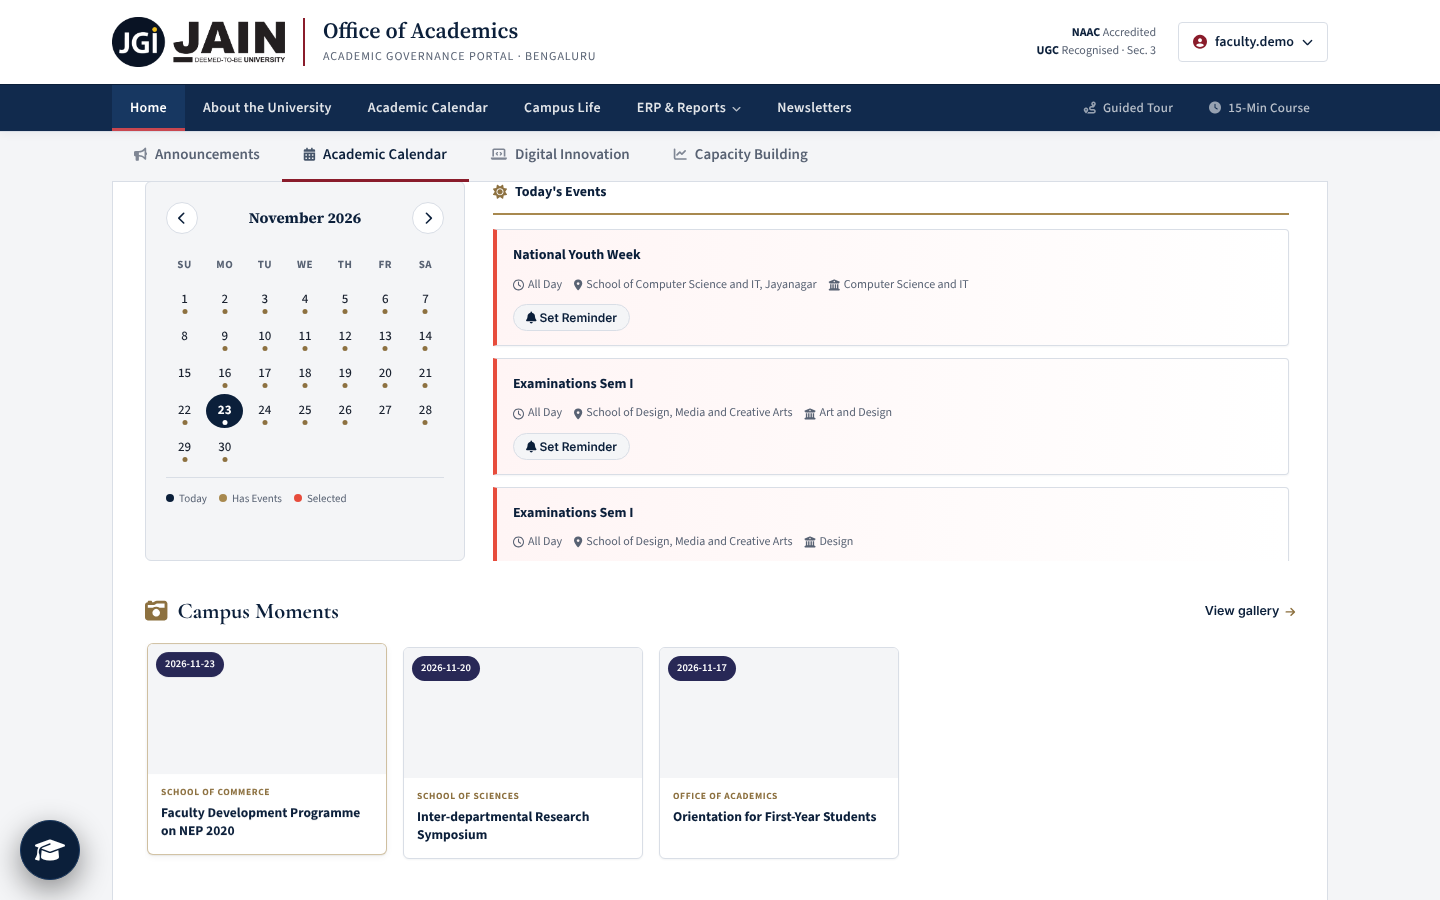 JGi JAIN
DEEMED-TO-BE UNIVERSITY
Office of Academics
ACADEMIC GOVERNANCE PORTAL · BENGALURU
NAAC Accredited
UGC Recognised · Sec. 3
faculty.demo
Home About the University Academic Calendar Campus Life ERP & Reports Newsletters Guided Tour 15-Min Course
Announcements Academic Calendar Digital Innovation Capacity Building
November 2026
SU MO TU WE TH FR SA
1 2 3 4 5 6 7
8 9 10 11 12 13 14
15 16 17 18 19 20 21
22 23 24 25 26 27 28
29 30
Today Has Events Selected
Today's Events
National Youth Week
All Day School of Computer Science and IT, Jayanagar Computer Science and IT
Set Reminder
Examinations Sem I
All Day School of Design, Media and Creative Arts Art and Design
Set Reminder
Examinations Sem I
All Day School of Design, Media and Creative Arts Design
Campus Moments
View gallery
2026-11-23
SCHOOL OF COMMERCE
Faculty Development Programme
on NEP 2020
2026-11-20
SCHOOL OF SCIENCES
Inter-departmental Research
Symposium
2026-11-17
OFFICE OF ACADEMICS
Orientation for First-Year Students